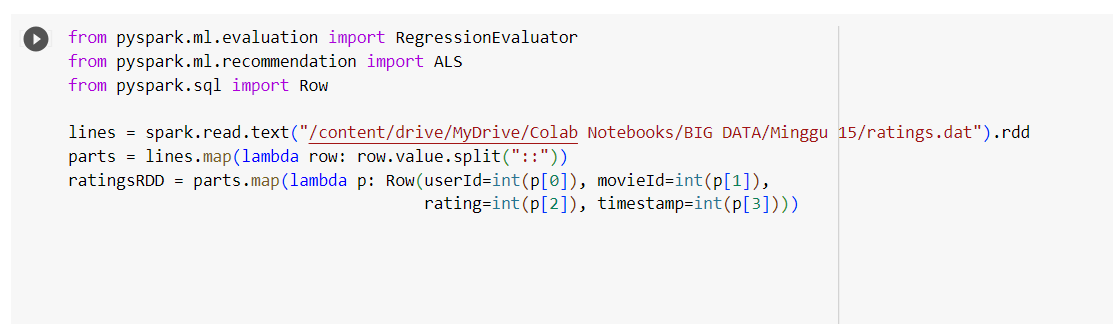 from pyspark.ml.evaluation import RegressionEvaluator
from pyspark.ml.recommendation import ALS
from pyspark.sql import Row
lines = spark.read.text("/content/drive/MyDrive/Colab Notebooks/BIG DATA/Minggu 15/ratings.dat").rdd
parts = lines.map(lambda row: row.value.split("::"))
ratingsRDD = parts.map(lambda p: Row(userId=int(p[0]), movieId=int(p[1]),
rating=int(p[2]), timestamp=int(p[3])))